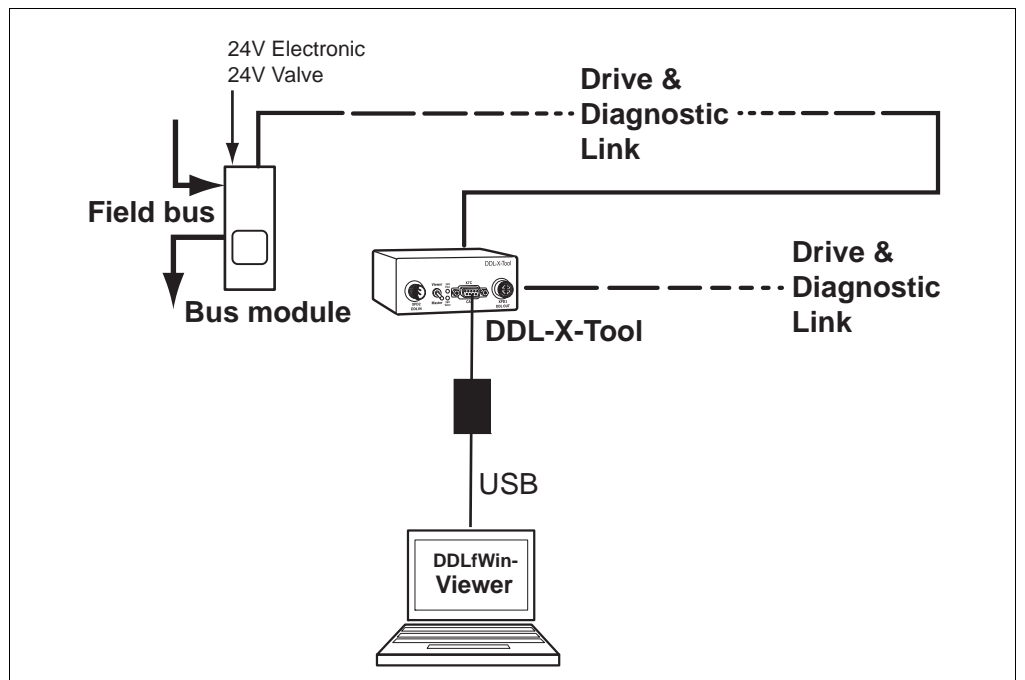 24V Electronic
24V Valve
Drive &
Diagnostic
Link
Field bus
Bus module
DDL-X-Tool
Drive &
Diagnostic
Link
DDL-X-Tool
USB
DDLfWin-
Viewer